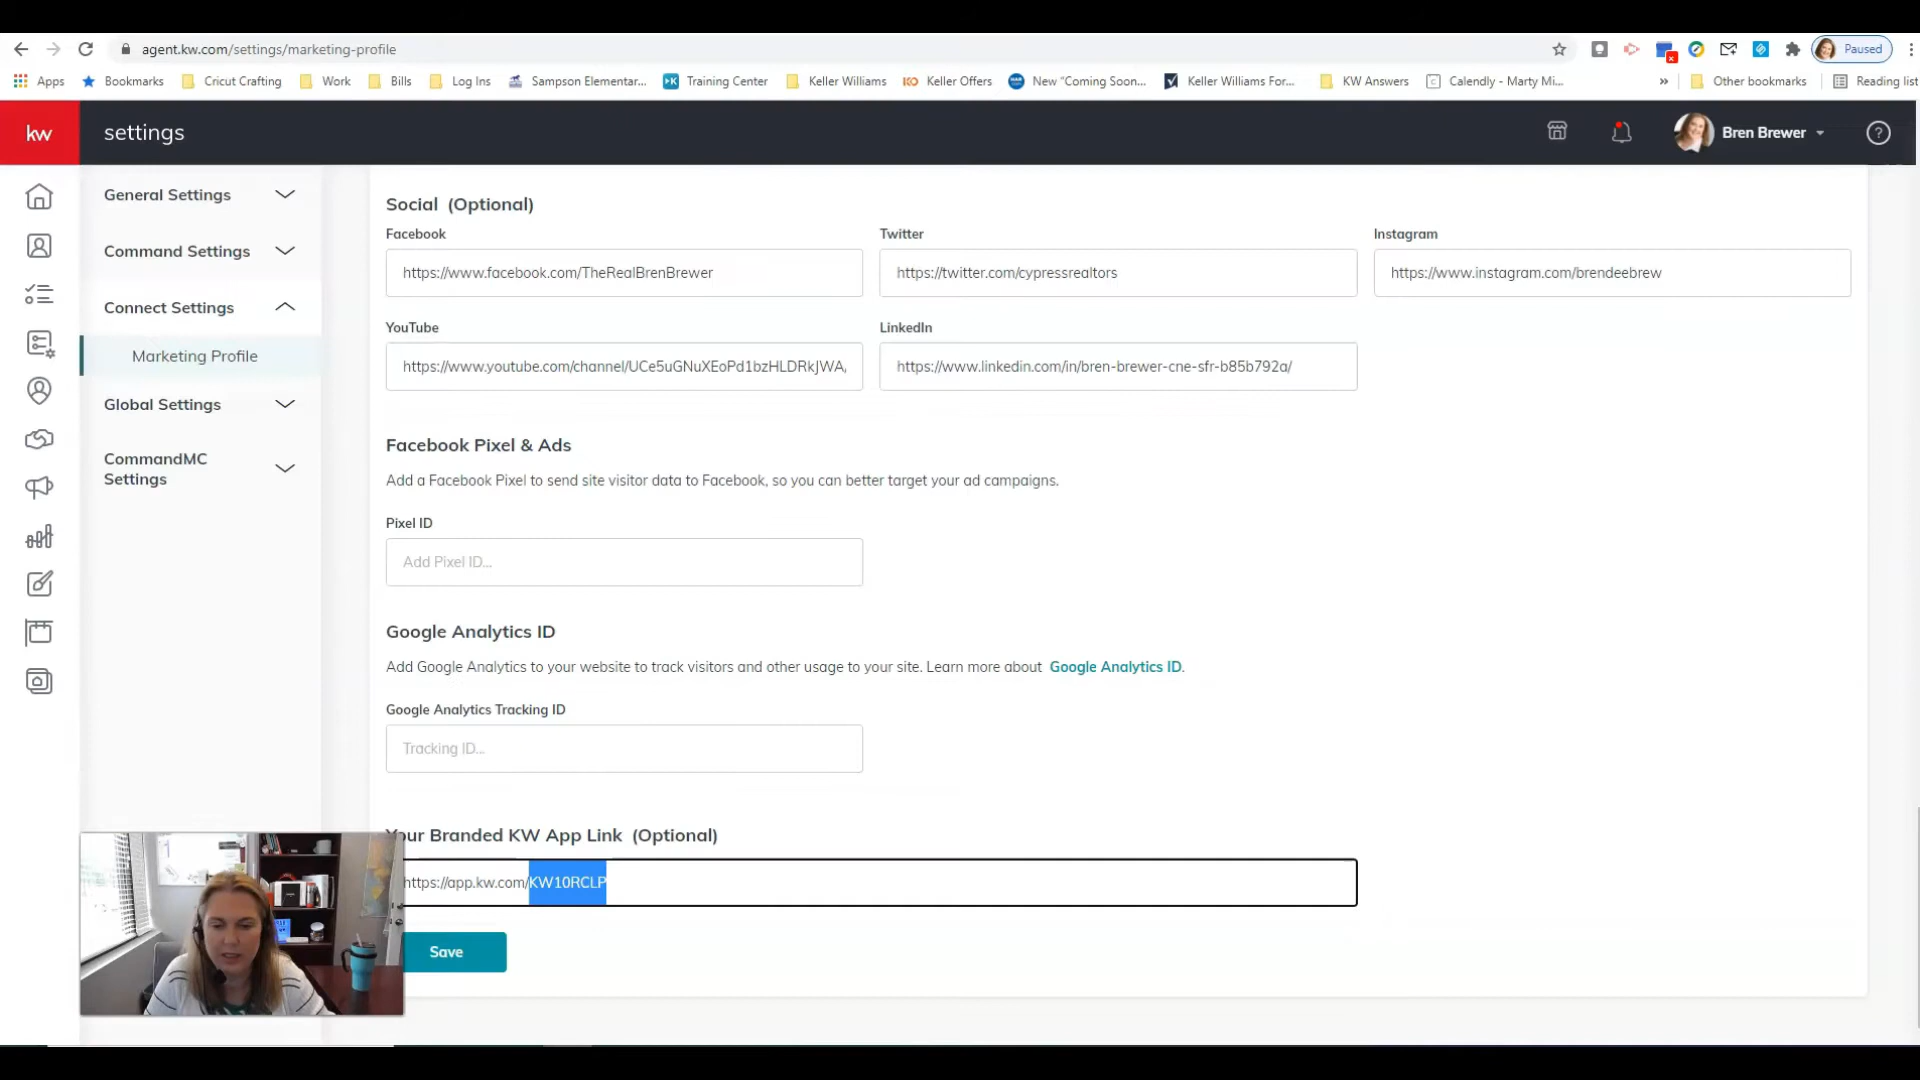 agent.kw.com/settings/marketing-profile
Paused
Apps
Bookmarks
Cricut Crafting
Work
Bills
Log Ins
Sampson Elementar...
Training Center
Keller Williams
Keller Offers
New “Coming Soon...
Keller Williams For...
KW Answers
Calendly - Marty Mi...
»
Other bookmarks
Reading list
kw
settings
Bren Brewer
General Settings
Command Settings
Connect Settings
Marketing Profile
Global Settings
CommandMC
Settings
Social (Optional)
Facebook
Twitter
Instagram
https://www.facebook.com/TheRealBrenBrewer
https://twitter.com/cypressrealtors
https://www.instagram.com/brendeebrew
YouTube
LinkedIn
https://www.youtube.com/channel/UCe5uGNuXEoPd1bzHLDRkJWA,
https://www.linkedin.com/in/bren-brewer-cne-sfr-b85b792a/
Facebook Pixel & Ads
Add a Facebook Pixel to send site visitor data to Facebook, so you can better target your ad campaigns.
Pixel ID
Add Pixel ID...
Google Analytics ID
Add Google Analytics to your website to track visitors and other usage to your site. Learn more about Google Analytics ID.
Google Analytics Tracking ID
Tracking ID...
Your Branded KW App Link (Optional)
https://app.kw.com/KW10RCLP
Save